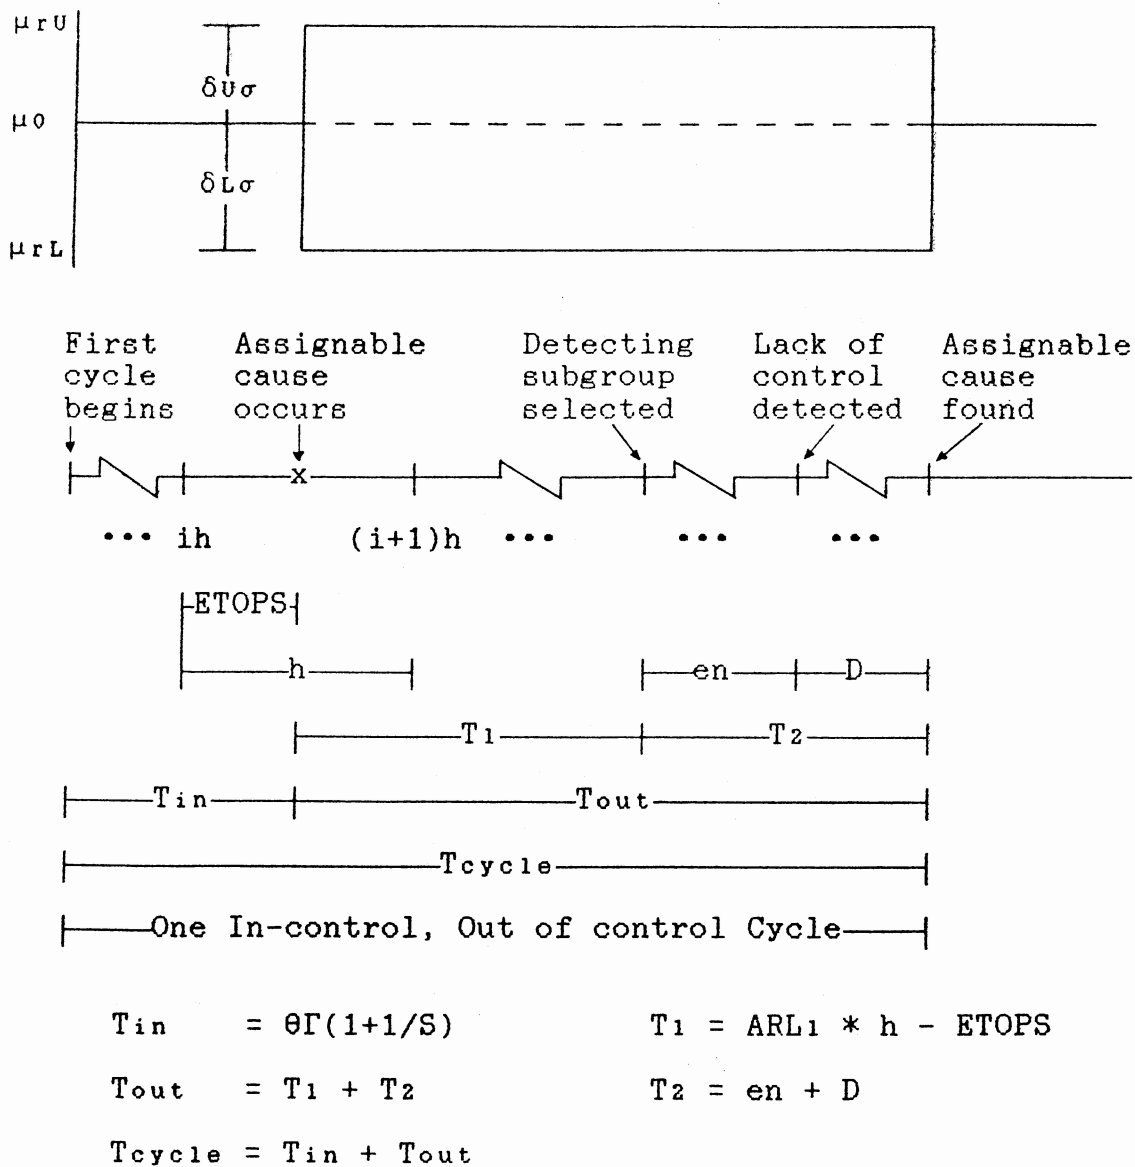 μrU
δUσ
μ0
δLσ
μrL
First cycle begins
Assignable cause occurs
Detecting subgroup selected
Lack of control detected
Assignable cause found
x
••• ih (i+1)h ••• ••• •••
ETOPS
h en D
T1 T2
Tin Tout
Tcycle
One In-control, Out of control Cycle
Tin = θΓ(1+1/S) T1 = ARL1 * h - ETOPS
Tout = T1 + T2 T2 = en + D
Tcycle = Tin + Tout